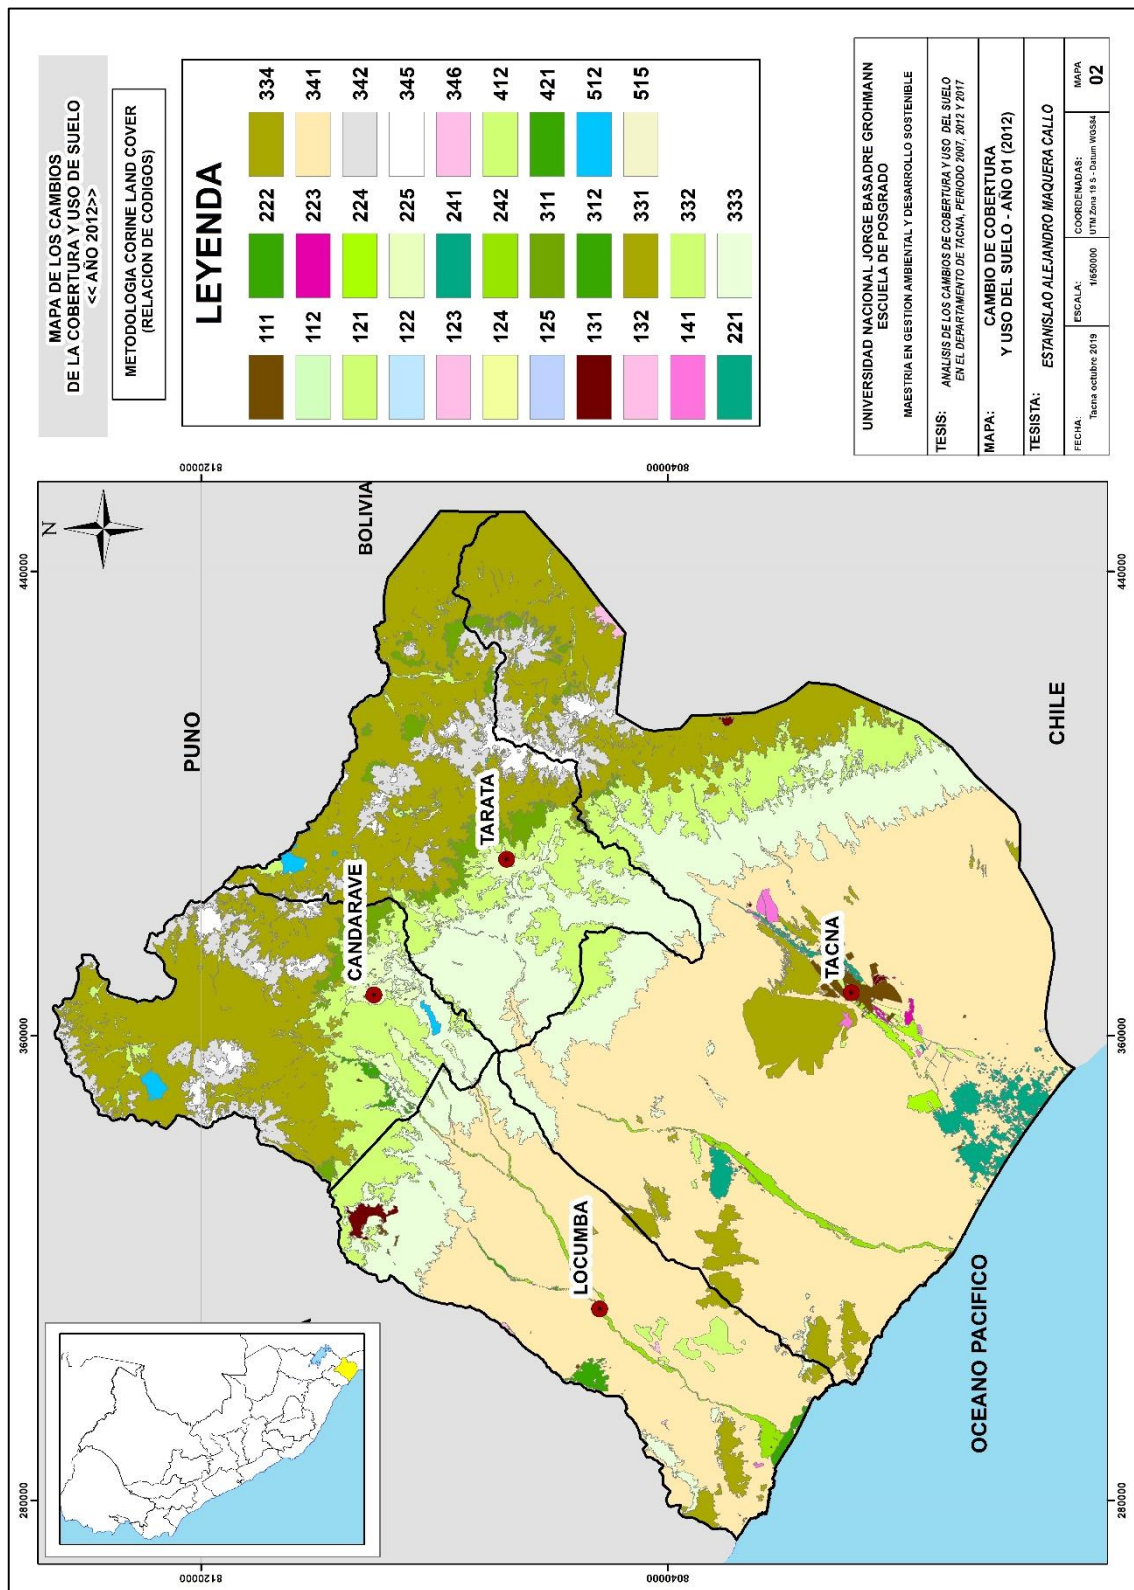 MAPA DE LOS CAMBIOS
DE LA COBERTURA Y USO DE SUELO
<< AÑO 2012>>
METODOLOGIA CORINE LAND COVER
(RELACION DE CODIGOS)
LEYENDA
111
112
121
122
123
124
125
131
132
141
221
222
223
224
225
241
242
311
312
331
332
333
334
341
342
345
346
412
421
512
515
UNIVERSIDAD NACIONAL JORGE BASADRE GROHMANN
ESCUELA DE POSGRADO
MAESTRIA EN GESTION AMBIENTAL Y DESARROLLO SOSTENIBLE
TESIS: ANALISIS DE LOS CAMBIOS DE COBERTURA Y USO DEL SUELO
EN EL DEPARTAMENTO DE TACNA, PERIODO 2007, 2012 Y 2017
MAPA: CAMBIO DE COBERTURA
Y USO DEL SUELO - AÑO 01 (2012)
TESISTA: ESTANISLAO ALEJANDRO MAQUERA CALLO
FECHA: Tacna octubre 2019
ESCALA: 1/650000
COORDENADAS: UTM Zona 19 S - Datum WGS84
MAPA 02
280000
360000
440000
8120000
8120000
8040000
8040000
280000
360000
440000
N
PUNO
BOLIVIA
CANDARAVE
TARATA
LOCUMBA
TACNA
CHILE
OCEANO PACIFICO